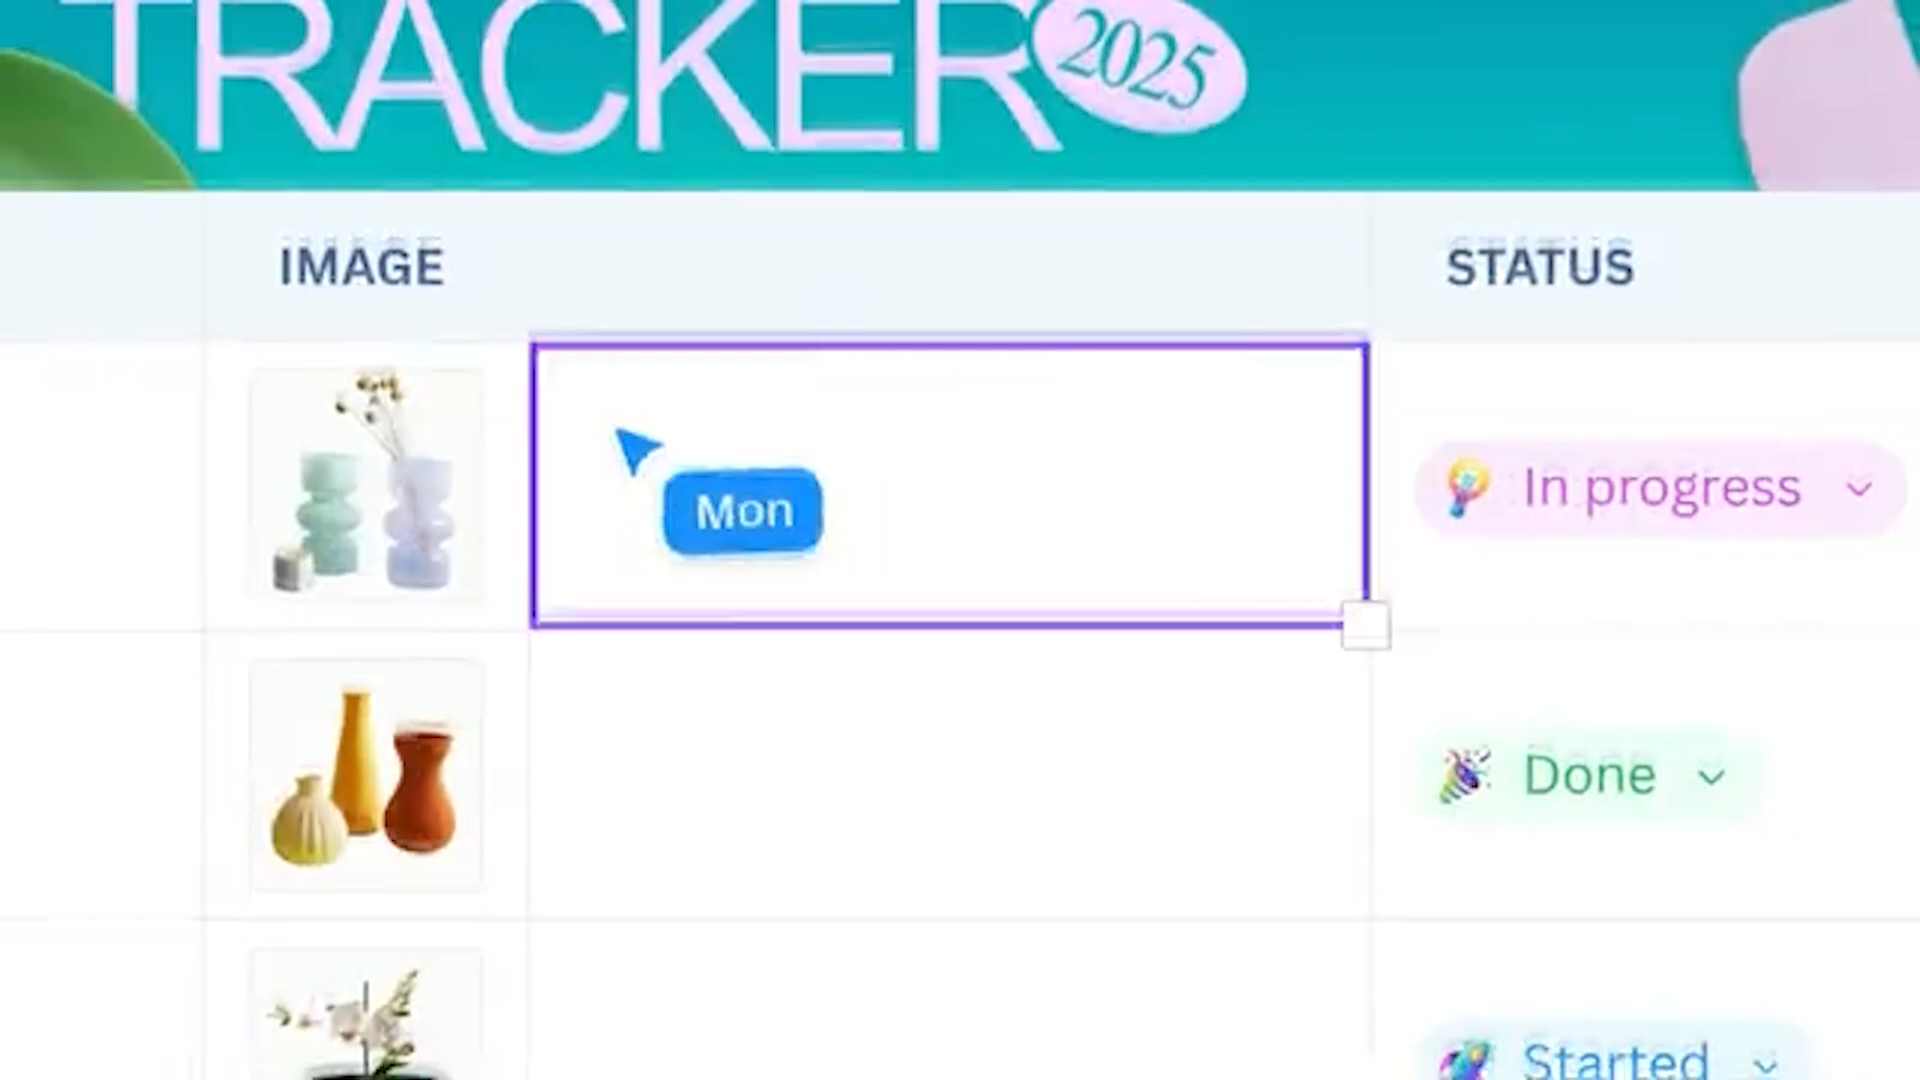 TRACKER
2025
IMAGE
STATUS
Mon
In progress
Done
Started